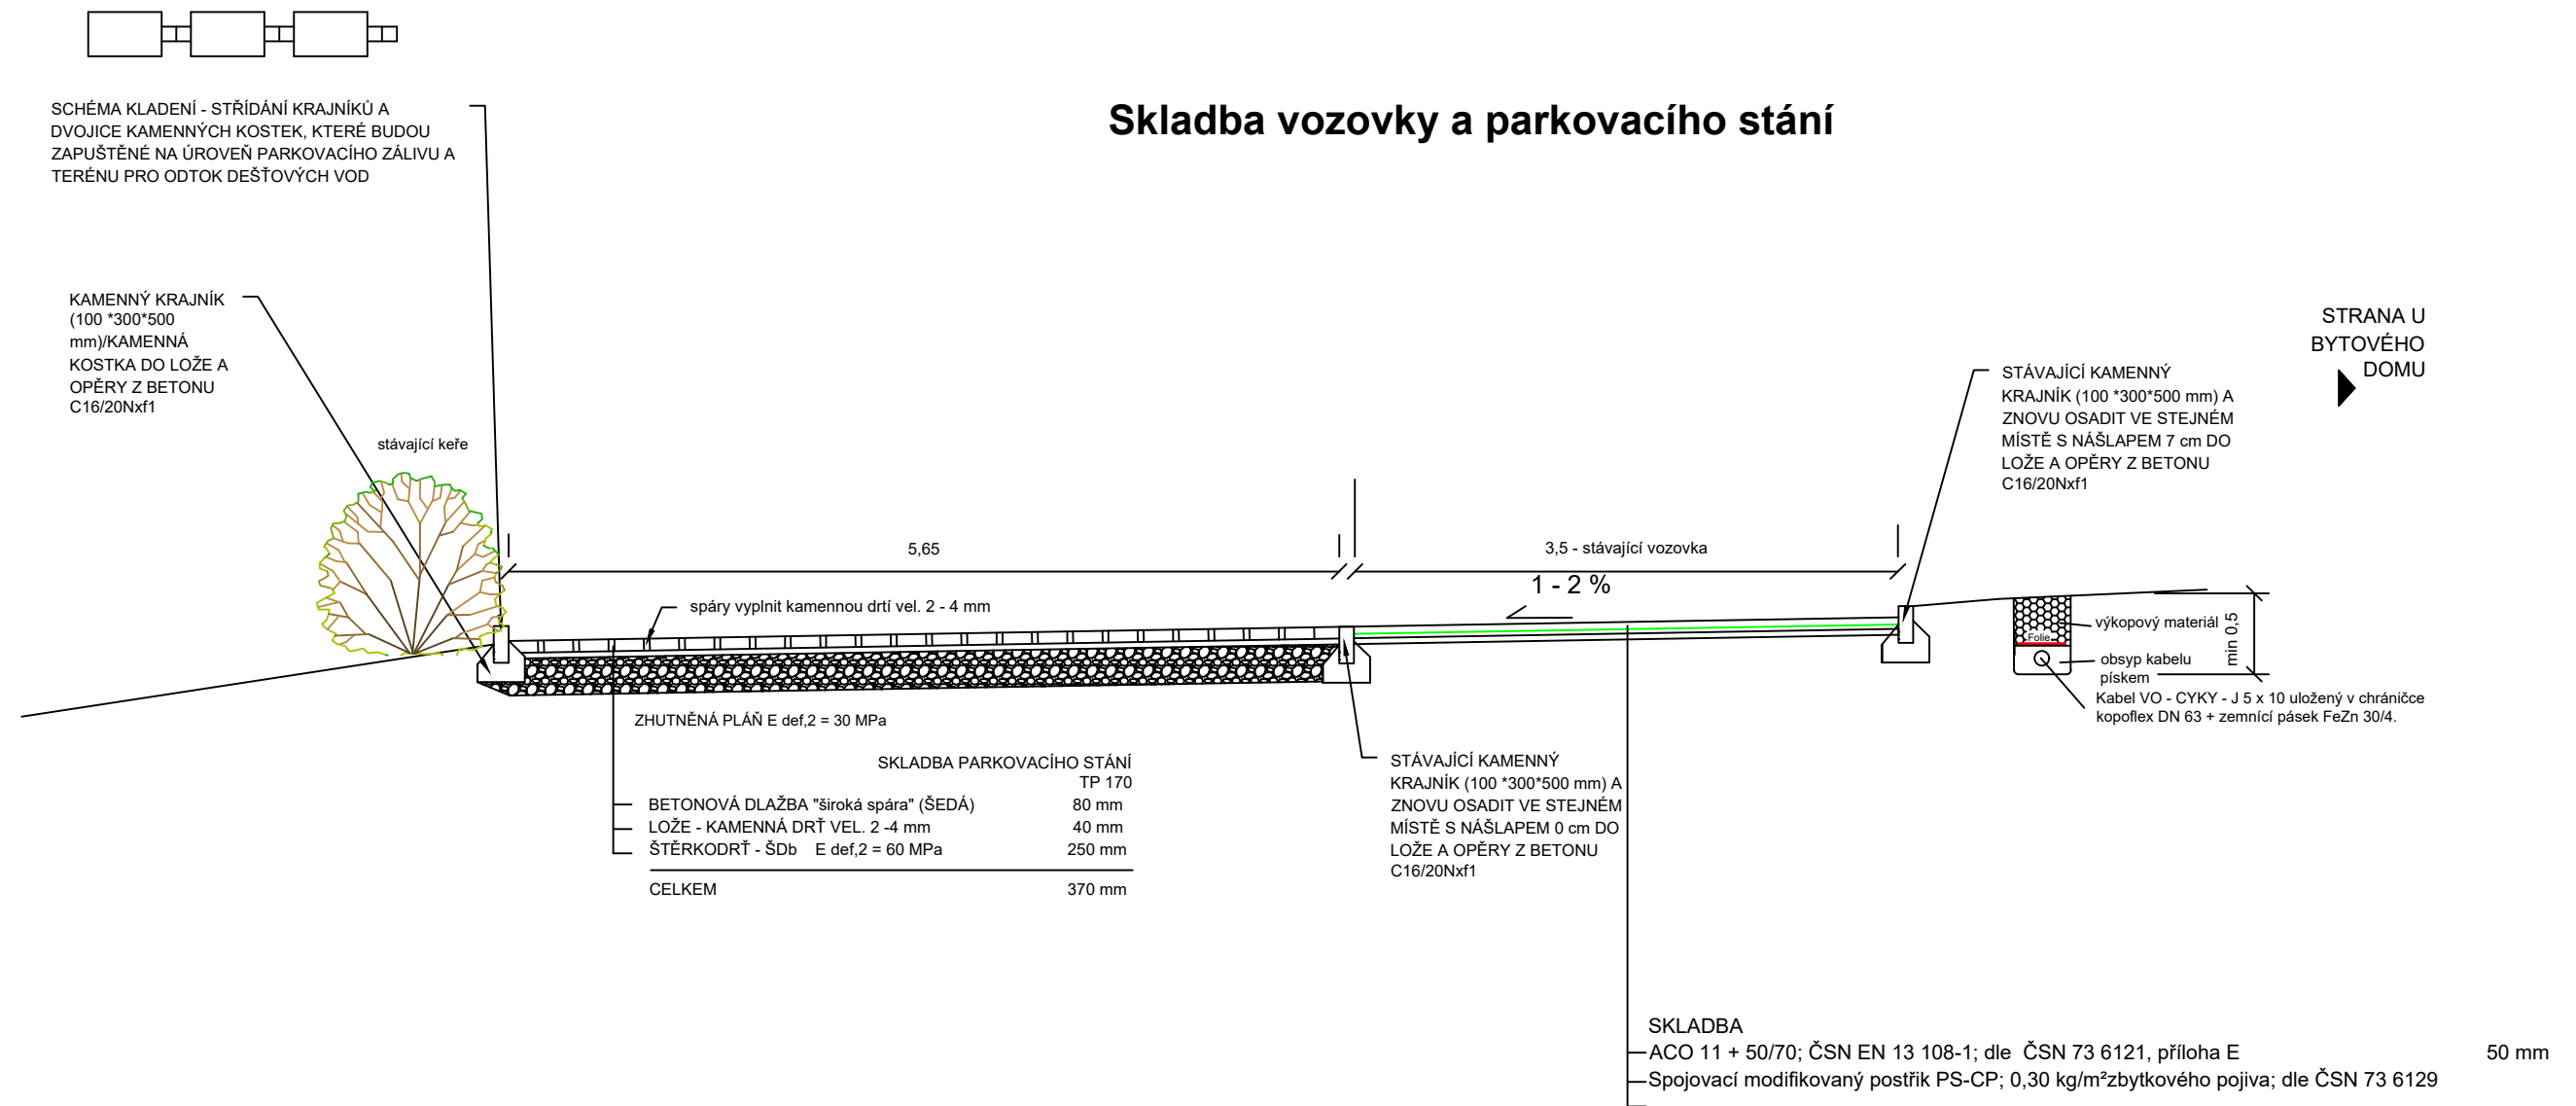 Skladba vozovky a parkovacího stání
SCHÉMA KLADENÍ - STŘÍDÁNÍ KRAJNÍKŮ A
DVOJICE KAMENNÝCH KOSTEK, KTERÉ BUDOU
ZAPUŠTĚNÉ NA ÚROVEŇ PARKOVACÍHO ZÁLIVU A
TERÉNU PRO ODTOK DEŠŤOVÝCH VOD
KAMENNÝ KRAJNÍK
(100 *300*500
mm)/KAMENNÁ
KOSTKA DO LOŽE A
OPĚRY Z BETONU
C16/20Nxf1
stávající keře
STRANA U
BYTOVÉHO
DOMU
STÁVAJÍCÍ KAMENNÝ
KRAJNÍK (100 *300*500 mm) A
ZNOVU OSADIT VE STEJNÉM
MÍSTĚ S NÁŠLAPEM 7 cm DO
LOŽE A OPĚRY Z BETONU
C16/20Nxf1
5,65
3,5 - stávající vozovka
1 - 2 %
spáry vyplnit kamennou drtí vel. 2 - 4 mm
výkopový materiál
Folie
min 0,5
obsyp kabelu
pískem
Kabel VO - CYKY - J 5 x 10 uložený v chráničce
kopoflex DN 63 + zemnící pásek FeZn 30/4.
ZHUTNĚNÁ PLÁŇ E def,2 = 30 MPa
SKLADBA PARKOVACÍHO STÁNÍ
TP 170
BETONOVÁ DLAŽBA "široká spára" (ŠEDÁ) 80 mm
LOŽE - KAMENNÁ DRŤ VEL. 2 -4 mm 40 mm
ŠTĚRKODRŤ - ŠDb E def,2 = 60 MPa 250 mm
CELKEM 370 mm
STÁVAJÍCÍ KAMENNÝ
KRAJNÍK (100 *300*500 mm) A
ZNOVU OSADIT VE STEJNÉM
MÍSTĚ S NÁŠLAPEM 0 cm DO
LOŽE A OPĚRY Z BETONU
C16/20Nxf1
SKLADBA
ACO 11 + 50/70; ČSN EN 13 108-1; dle ČSN 73 6121, příloha E 50 mm
Spojovací modifikovaný postřik PS-CP; 0,30 kg/m²zbytkového pojiva; dle ČSN 73 6129